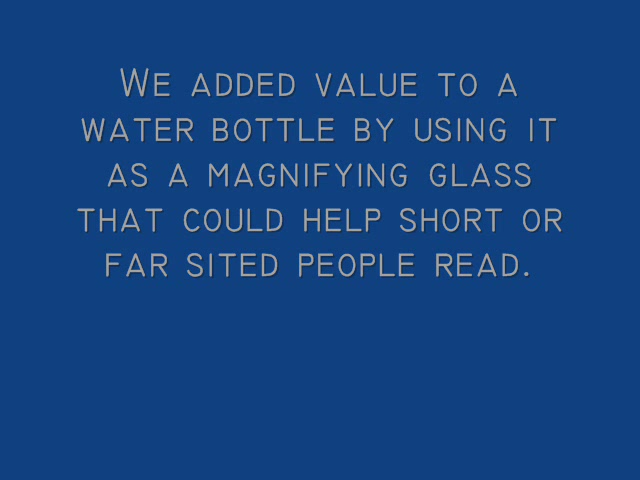 We added value to a
water bottle by using it
as a magnifying glass
that could help short or
far sited people read.